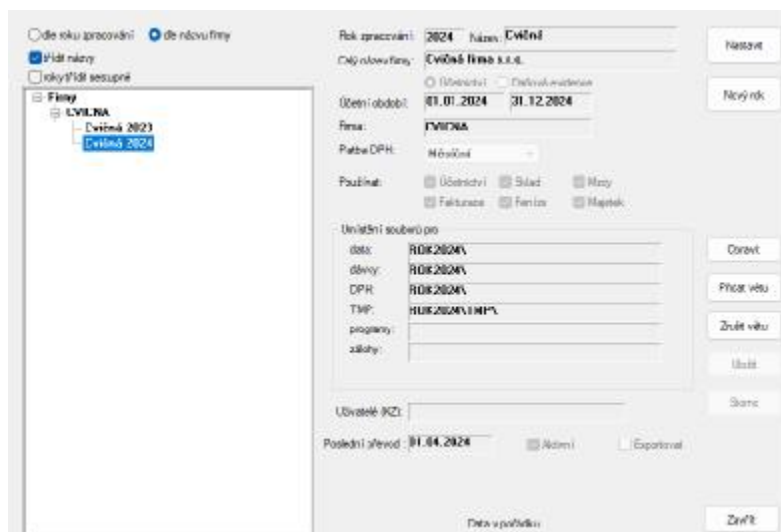 dle roku zpracování dle názvu firmy
třídit názvy
roky třídit sestupně
Firmy
CVICNA
Cvičná 2023
Cvičná 2024
Rok zpracování: 2024 Název: Cvičná
Celý název firmy: Cvičná firma s.r.o.
Účetnictví Daňová evidence
Účetní období: 01.01.2024 31.12.2024
Firma: CVICNA
Platba DPH: Měsíční
Používat: Účetnictví Sklad Mzdy
Fakturace Peníze Majetek
Umístění souborů pro
data: ROK2024\
dávky: ROK2024\
DPH: ROK2024\
TMP: ROK2024\TMP\
programy:
zálohy:
Uživatelé (KZ):
Poslední převod: 01.04.2024 Aktivní Exportovat
Data v pořádku
Nastavit
Nový rok
Opravit
Přidat větu
Zrušit větu
Uložit
Storno
Zavřít